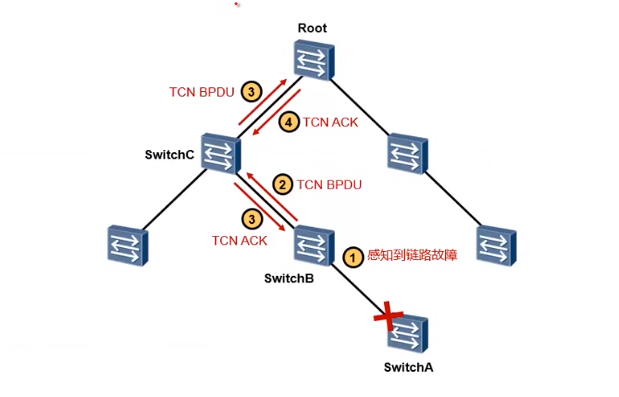 Root
TCN BPDU
3
4
TCN ACK
SwitchC
2
TCN BPDU
3
TCN ACK
1
感知到链路故障
SwitchB
SwitchA